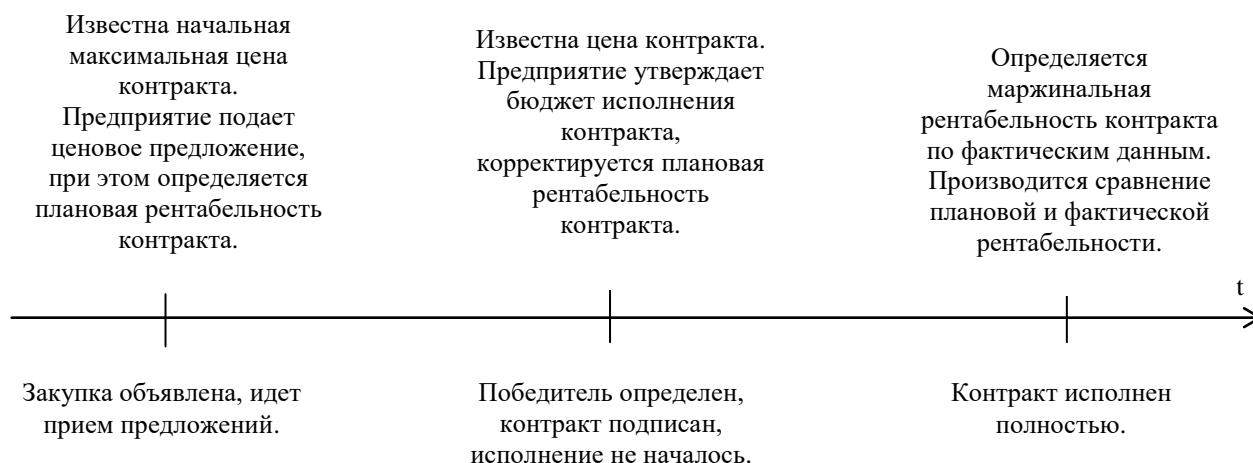 Известна начальная
максимальная цена
контракта.
Предприятие подает
ценовое предложение,
при этом определяется
плановая рентабельность
контракта.
Известна цена контракта.
Предприятие утверждает
бюджет исполнения
контракта,
корректируется плановая
рентабельность
контракта.
Определяется
маржинальная
рентабельность контракта
по фактическим данным.
Производится сравнение
плановой и фактической
рентабельности.
t
Закупка объявлена, идет
прием предложений.
Победитель определен,
контракт подписан,
исполнение не началось.
Контракт исполнен
полностью.